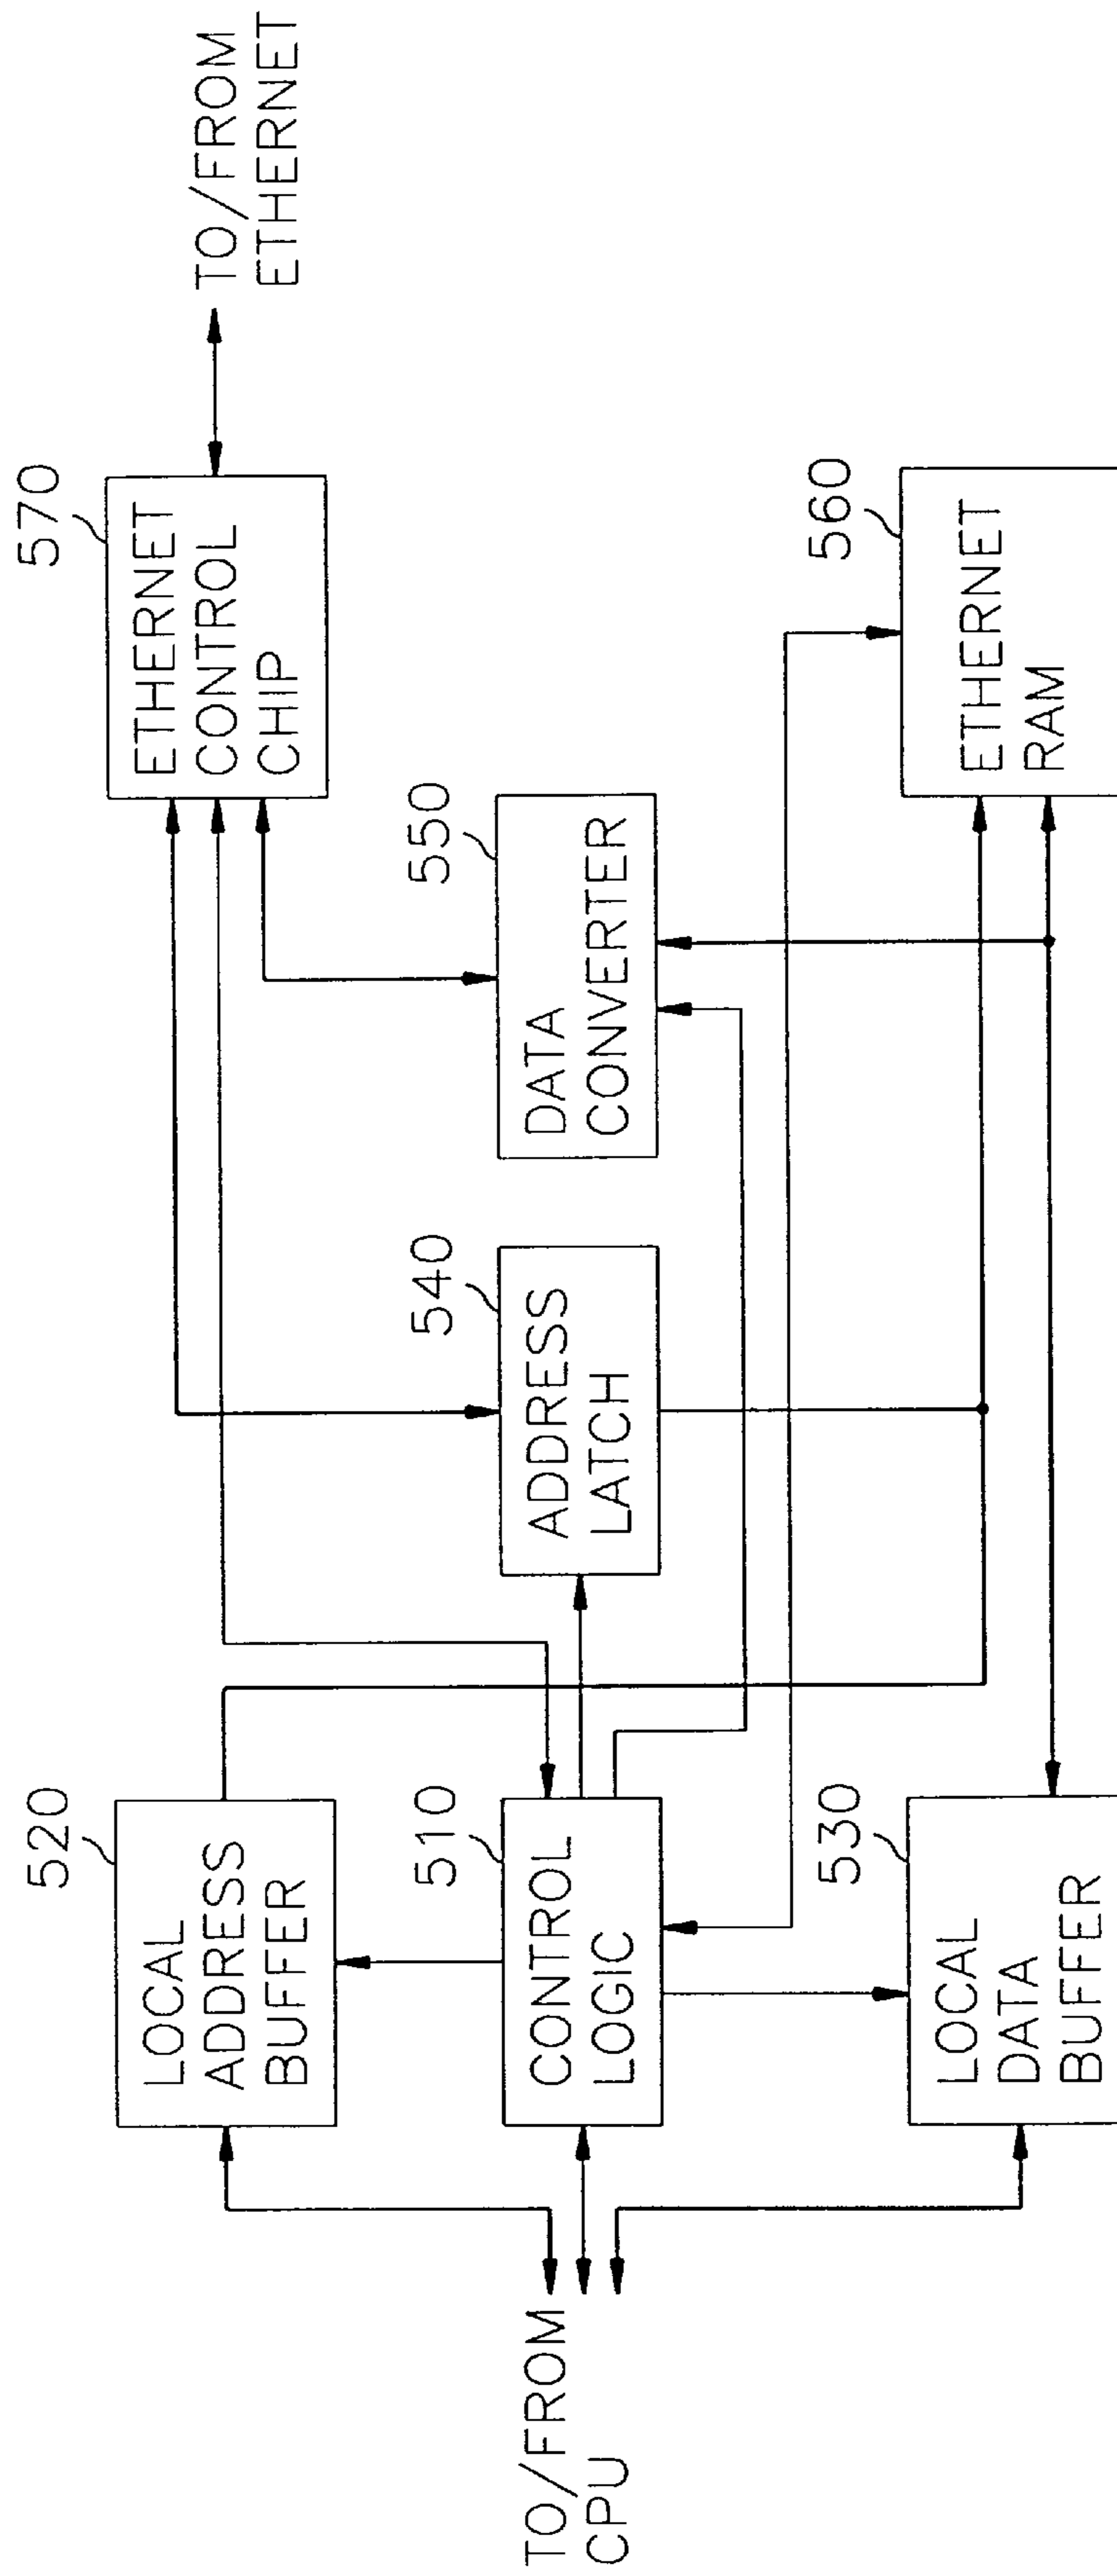 TO/FROM
CPU
520
LOCAL
ADDRESS
BUFFER
510
CONTROL
LOGIC
530
LOCAL
DATA
BUFFER
540
ADDRESS
LATCH
550
DATA
CONVERTER
570
ETHERNET
CONTROL
CHIP
560
ETHERNET
RAM
TO/FROM
ETHERNET